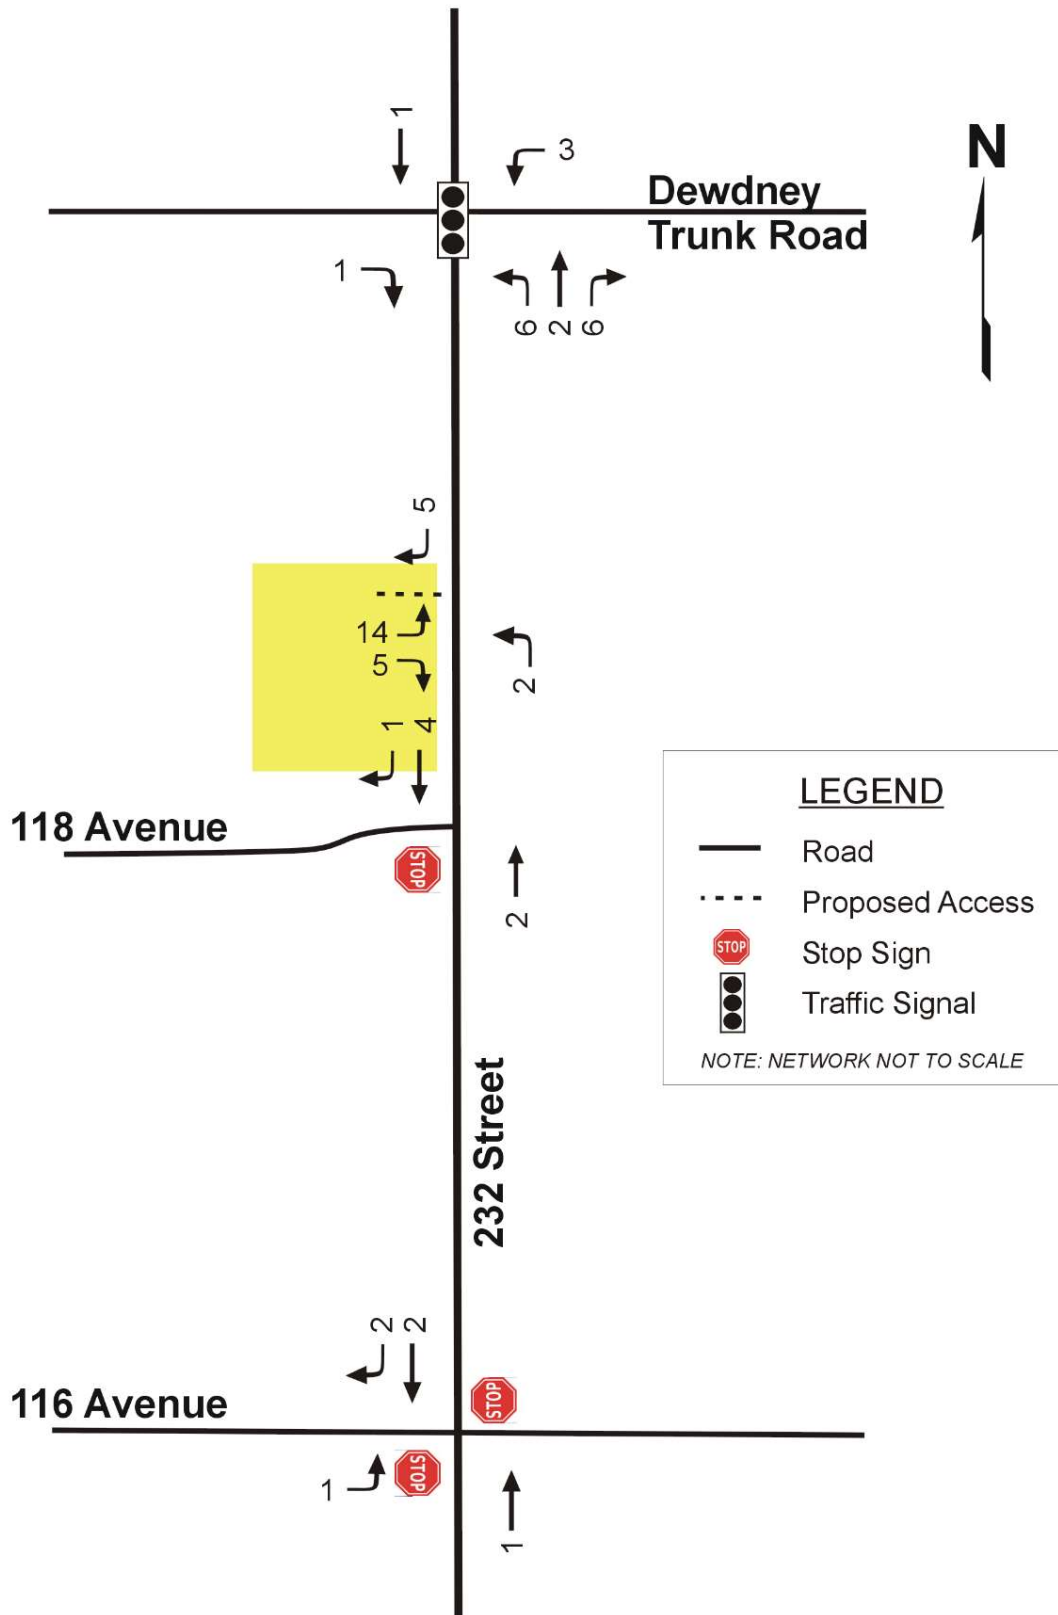 1
3
N
Dewdney
Trunk Road
1
6 2 6
5
14
5
2
1 4
118 Avenue
STOP
2
LEGEND
Road
Proposed Access
STOP
Stop Sign
Traffic Signal
NOTE: NETWORK NOT TO SCALE
232 Street
2 2
116 Avenue
STOP
STOP
1
1